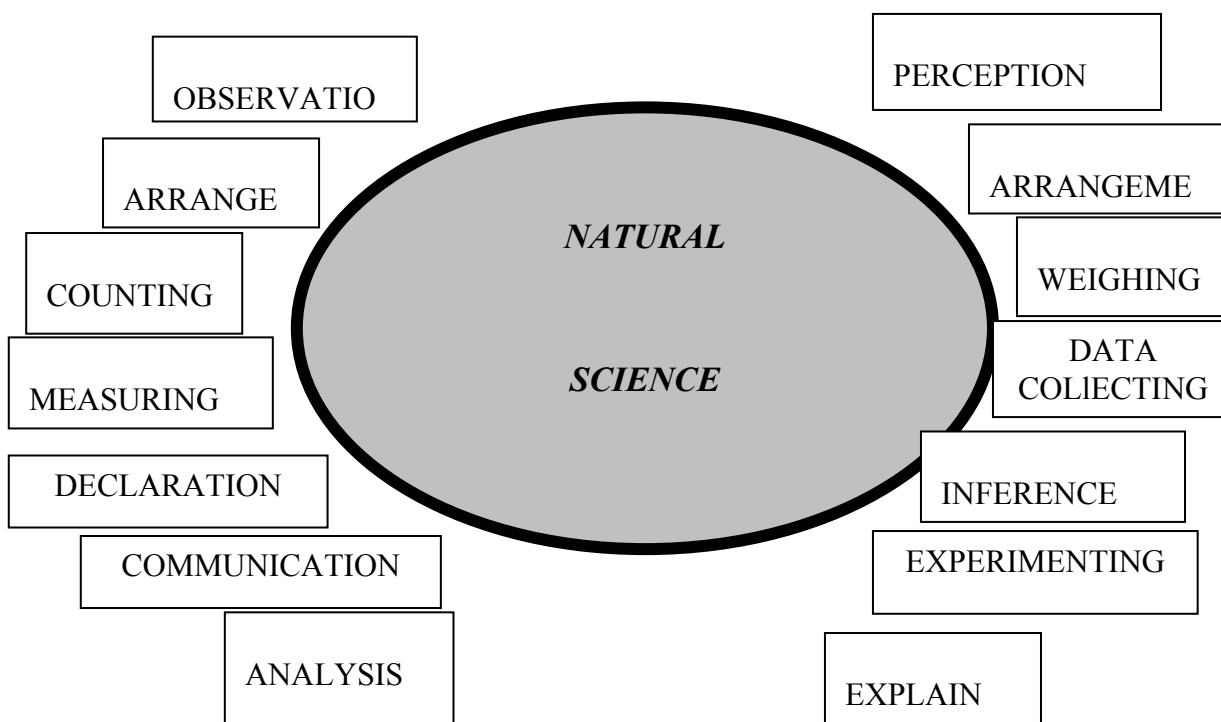 OBSERVATIO
ARRANGE
COUNTING
MEASURING
DECLARATION
COMMUNICATION
ANALYSIS
NATURAL
SCIENCE
PERCEPTION
ARRANGEME
WEIGHING
DATA
COLlECTING
INFERENCE
EXPERIMENTING
EXPLAIN